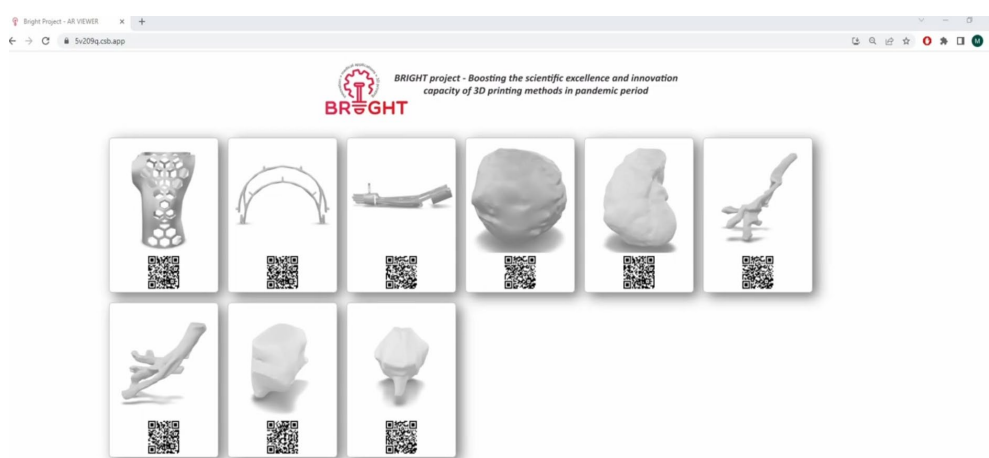 Bright Project - AR VIEWER
5v209q.csb.app
M
BRIGHT
BRIGHT project - Boosting the scientific excellence and innovation
capacity of 3D printing methods in pandemic period